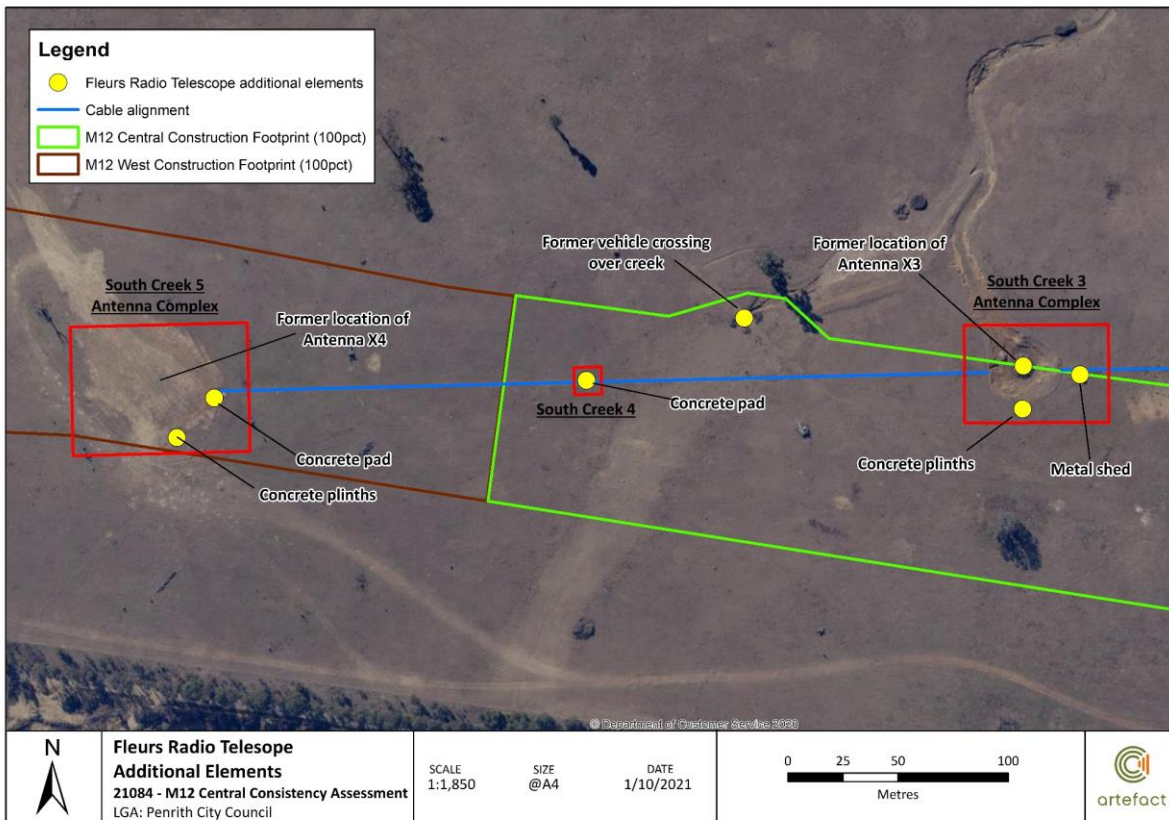 Legend
Fleurs Radio Telescope additional elements
Cable alignment
M12 Central Construction Footprint (100pct)
M12 West Construction Footprint (100pct)
Former vehicle crossing
over creek
Former location of
Antenna X3
South Creek 3
Antenna Complex
South Creek 5
Antenna Complex
Former location of
Antenna X4
South Creek 4
Concrete pad
Concrete pad
Concrete plinths
Concrete plinths
Metal shed
© Department of Customer Service 2020
N
Fleurs Radio Telesope
Additional Elements
21084 - M12 Central Consistency Assessment
LGA: Penrith City Council
SCALE
1:1,850
SIZE
@A4
DATE
1/10/2021
0 25 50 100
Metres
artefact